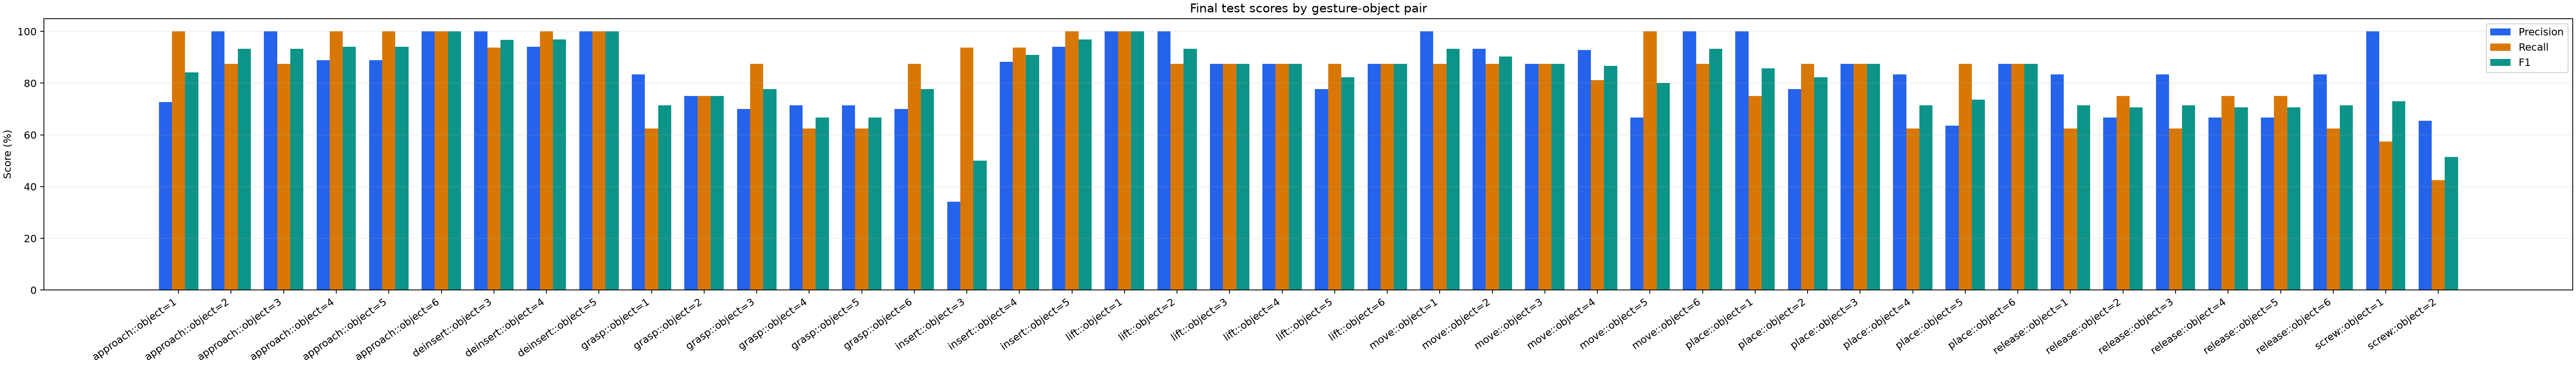 Final test scores by gesture-object pair
Precision
Recall
F1
Score (%)
100
80
60
40
20
0
approach::object=1
approach::object=2
approach::object=3
approach::object=4
approach::object=5
approach::object=6
deinsert::object=3
deinsert::object=4
deinsert::object=5
grasp::object=1
grasp::object=2
grasp::object=3
grasp::object=4
grasp::object=5
grasp::object=6
insert::object=3
insert::object=4
insert::object=5
lift::object=1
lift::object=2
lift::object=3
lift::object=4
lift::object=5
lift::object=6
move::object=1
move::object=2
move::object=3
move::object=4
move::object=5
move::object=6
place::object=1
place::object=2
place::object=3
place::object=4
place::object=5
place::object=6
release::object=1
release::object=2
release::object=3
release::object=4
release::object=5
release::object=6
screw::object=1
screw::object=2